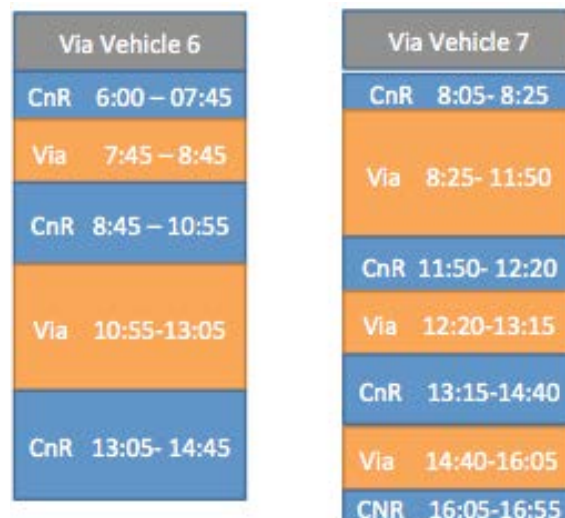 Via Vehicle 6
CnR 6:00 – 07:45
Via 7:45 – 8:45
CnR 8:45 – 10:55
Via 10:55-13:05
CnR 13:05- 14:45
Via Vehicle 7
CnR 8:05- 8:25
Via 8:25- 11:50
CnR 11:50- 12:20
Via 12:20-13:15
CnR 13:15-14:40
Via 14:40-16:05
CNR 16:05-16:55